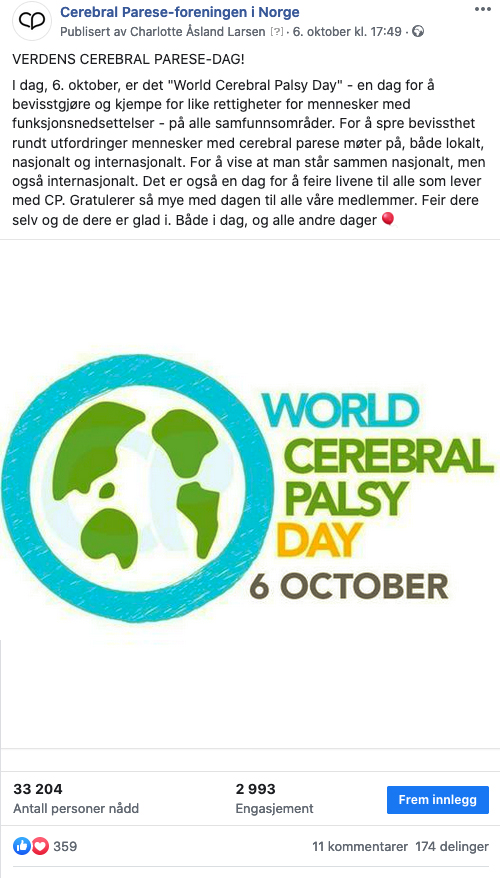 Cerebral Parese-foreningen i Norge
Publisert av Charlotte Åsland Larsen [?] · 6. oktober kl. 17:49 ·
VERDENS CEREBRAL PARESE-DAG!
I dag, 6. oktober, er det "World Cerebral Palsy Day" - en dag for å
bevisstgjøre og kjempe for like rettigheter for mennesker med
funksjonsnedsettelser - på alle samfunnsområder. For å spre bevissthet
rundt utfordringer mennesker med cerebral parese møter på, både lokalt,
nasjonalt og internasjonalt. For å vise at man står sammen nasjonalt, men
også internasjonalt. Det er også en dag for å feire livene til alle som lever
med CP. Gratulerer så mye med dagen til alle våre medlemmer. Feir dere
selv og de dere er glad i. Både i dag, og alle andre dager 🎈
WORLD
CEREBRAL
PALSY
DAY
6 OCTOBER
33 204
Antall personer nådd
2 993
Engasjement
Frem innlegg
359
11 kommentarer 174 delinger